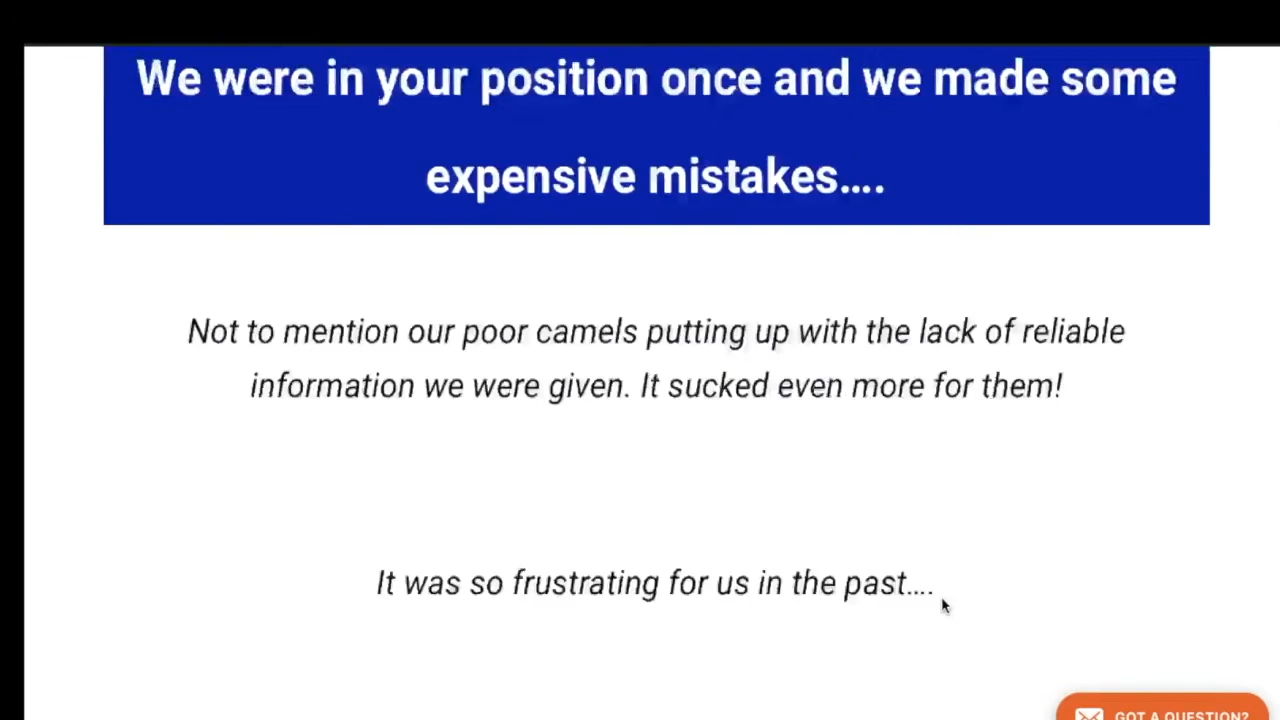 We were in your position once and we made some
expensive mistakes....
Not to mention our poor camels putting up with the lack of reliable
information we were given. It sucked even more for them!
It was so frustrating for us in the past....
GOT A QUESTION?